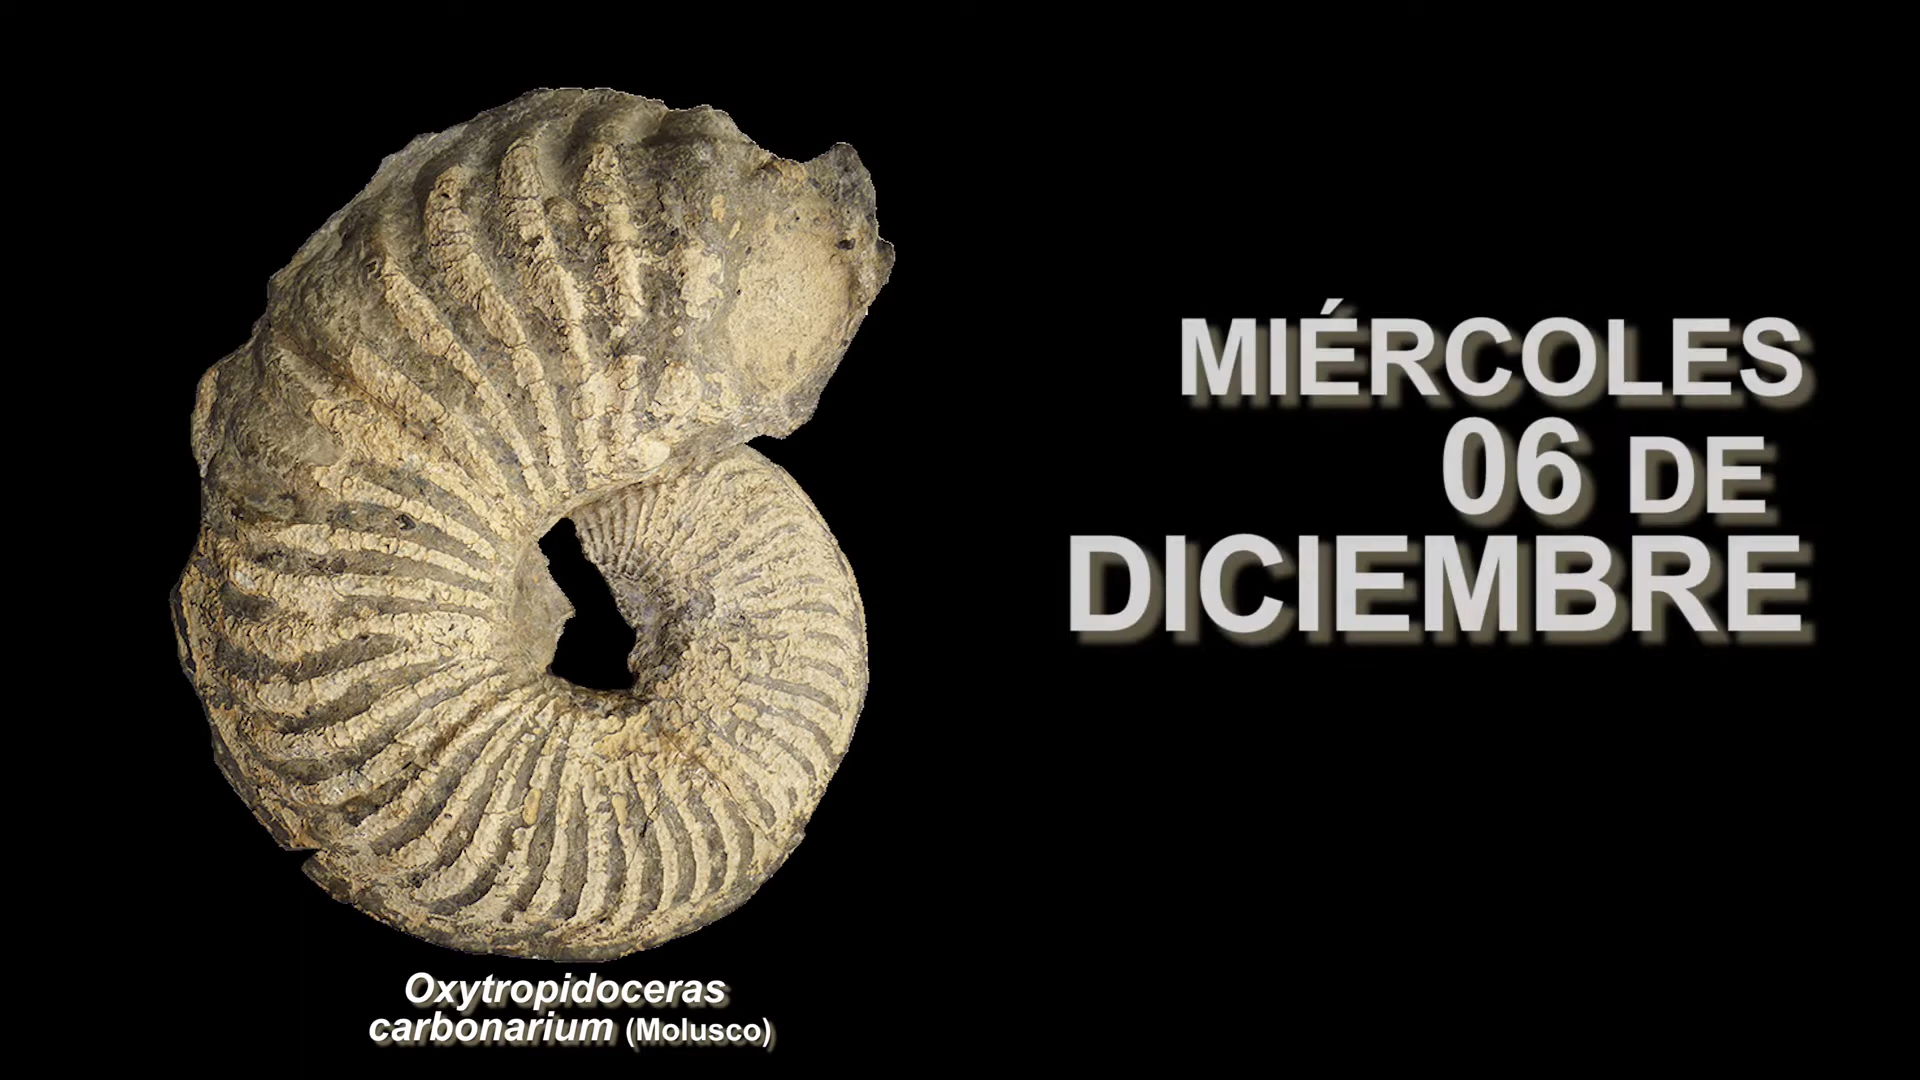 MIÉRCOLES
06 DE
DICIEMBRE
Oxytropidoceras
carbonarium (Molusco)